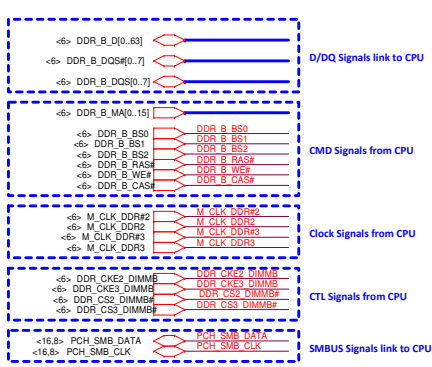 <6> DDR_B_D[0..63]
<6> DDR_B_DQS#[0..7]
<6> DDR_B_DQS[0..7]
D/DQ Signals link to CPU
<6> DDR_B_MA[0..15]
<6> DDR_B_BS0 DDR_B_BS0
<6> DDR_B_BS1 DDR_B_BS1
<6> DDR_B_BS2 DDR_B_BS2
<6> DDR_B_RAS# DDR_B_RAS#
<6> DDR_B_WE# DDR_B_WE#
<6> DDR_B_CAS# DDR_B_CAS#
CMD Signals from CPU
<6> M_CLK_DDR#2 M_CLK_DDR#2
<6> M_CLK_DDR2 M_CLK_DDR2
<6> M_CLK_DDR#3 M_CLK_DDR#3
<6> M_CLK_DDR3 M_CLK_DDR3
Clock Signals from CPU
<6> DDR_CKE2_DIMMB DDR_CKE2_DIMMB
<6> DDR_CKE3_DIMMB DDR_CKE3_DIMMB
<6> DDR_CS2_DIMMB# DDR_CS2_DIMMB#
<6> DDR_CS3_DIMMB# DDR_CS3_DIMMB#
CTL Signals from CPU
<16,8> PCH_SMB_DATA PCH_SMB_DATA
<16,8> PCH_SMB_CLK PCH_SMB_CLK
SMBUS Signals link to CPU